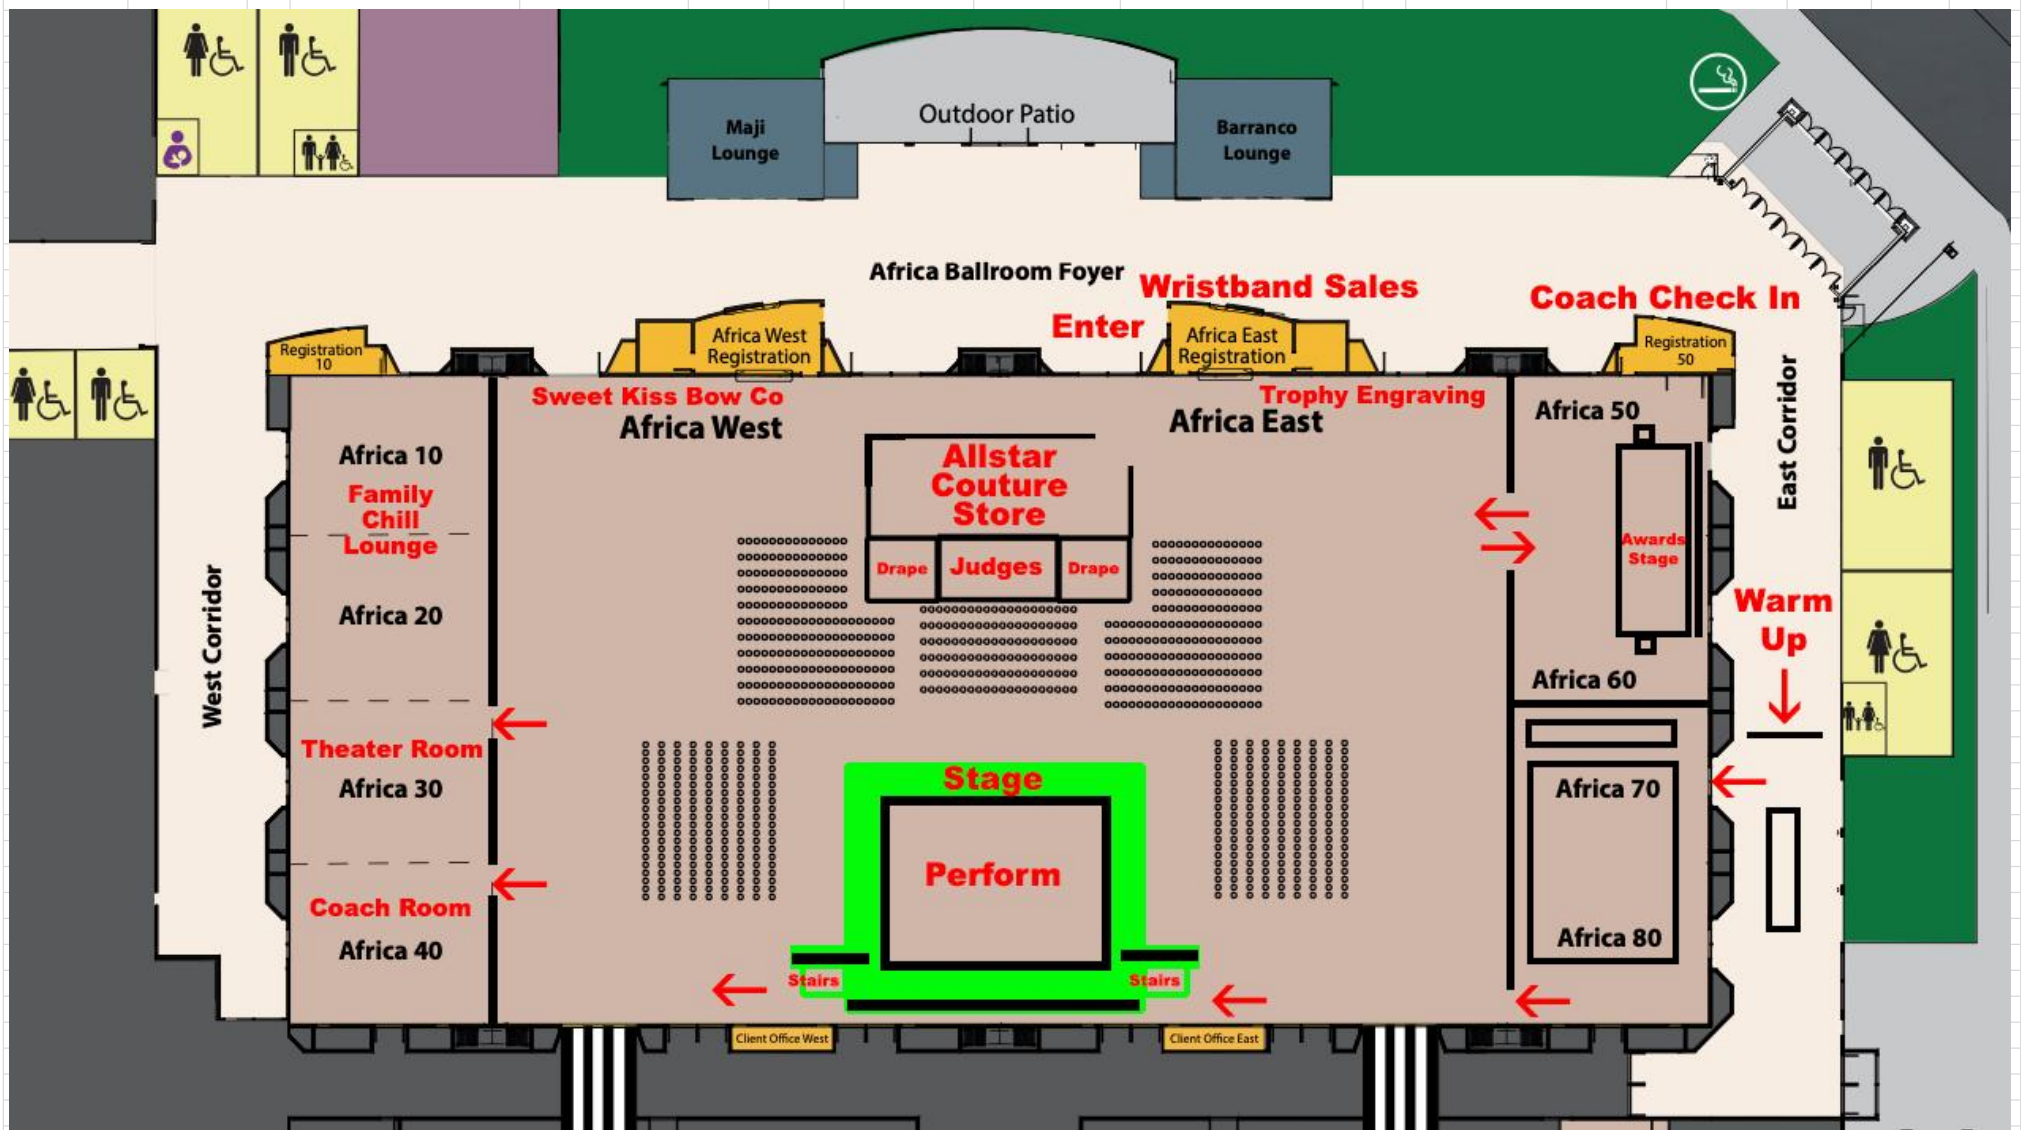 Outdoor Patio
Maji
Lounge
Barranco
Lounge
Africa Ballroom Foyer
Wristband Sales
Coach Check In
Enter
Registration
10
Africa West
Registration
Africa East
Registration
Registration
50
Sweet Kiss Bow Co
Africa West
Trophy Engraving
Africa East
Africa 50
East Corridor
Africa 10
Family
Chill
Lounge
Allstar
Couture
Store
Drape
Judges
Drape
Awards
Stage
Africa 20
West Corridor
Warm
Up
Africa 60
Theater Room
Africa 30
Stage
Africa 70
Perform
Coach Room
Africa 40
Africa 80
Stairs
Stairs
Client Office West
Client Office East